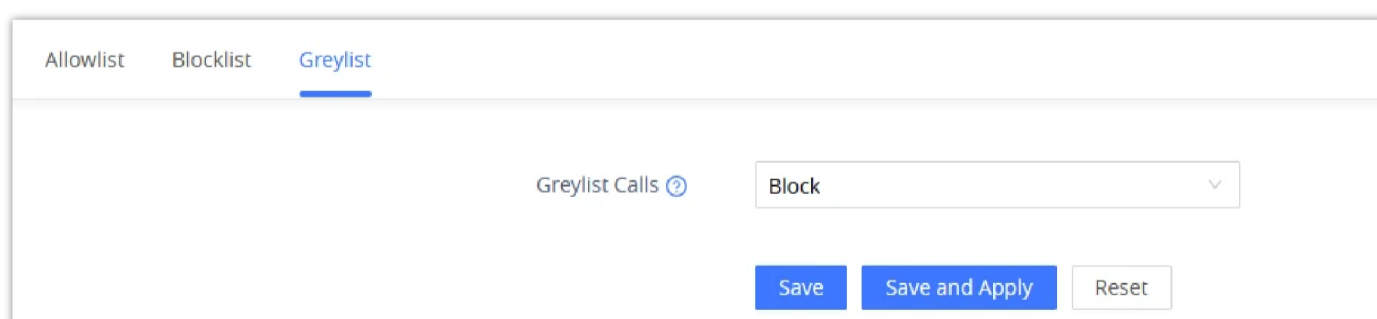 Allowlist Blocklist Greylist
Greylist Calls ? Block
Save Save and Apply Reset